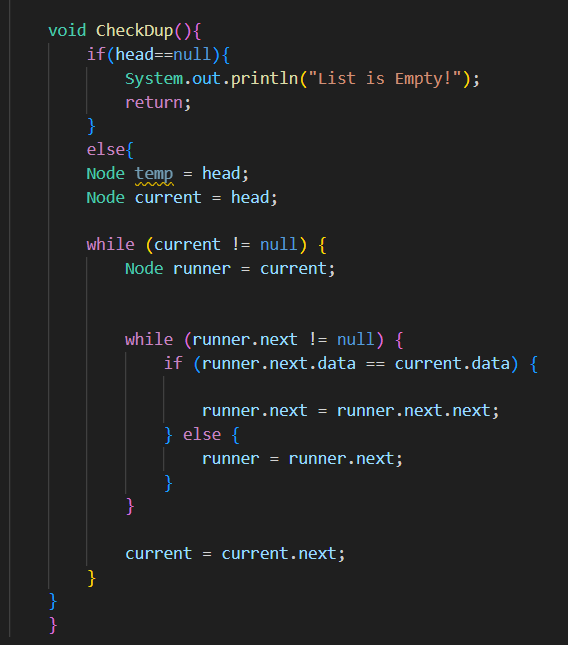 void CheckDup(){
if(head==null){
System.out.println("List is Empty!");
return;
}
else{
Node temp = head;
Node current = head;
while (current != null) {
Node runner = current;
while (runner.next != null) {
if (runner.next.data == current.data) {
runner.next = runner.next.next;
} else {
runner = runner.next;
}
}
current = current.next;
}
}
}